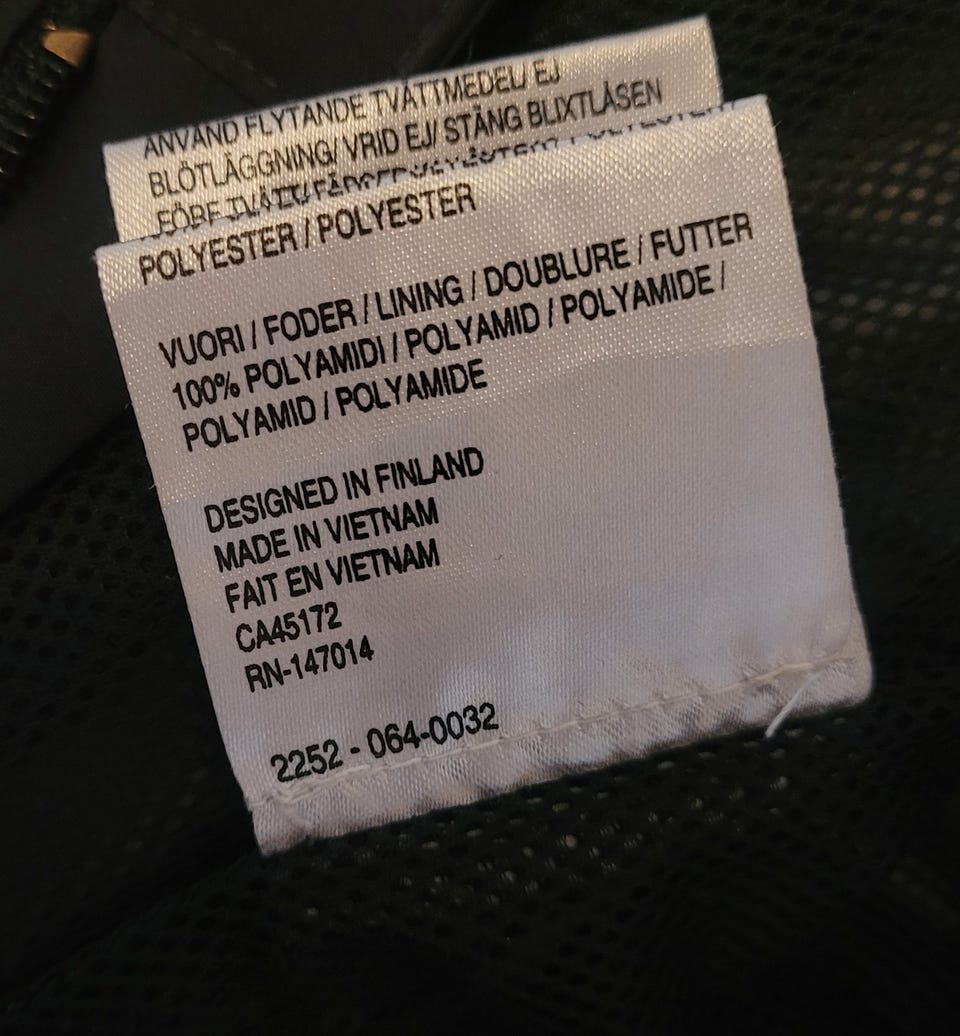 ANVÄND FLYTANDE TVÄTTMEDEL/ EJ
BLÖTLÄGGNING/ VRID EJ/ STÄNG BLIXTLÅSEN
FÖRE
POLYESTER / POLYESTER
VUORI / FODER / LINING / DOUBLURE / FUTTER
100% POLYAMIDI / POLYAMID / POLYAMIDE /
POLYAMID / POLYAMIDE
DESIGNED IN FINLAND
MADE IN VIETNAM
FAIT EN VIETNAM
CA45172
RN-147014
2252 - 064-0032